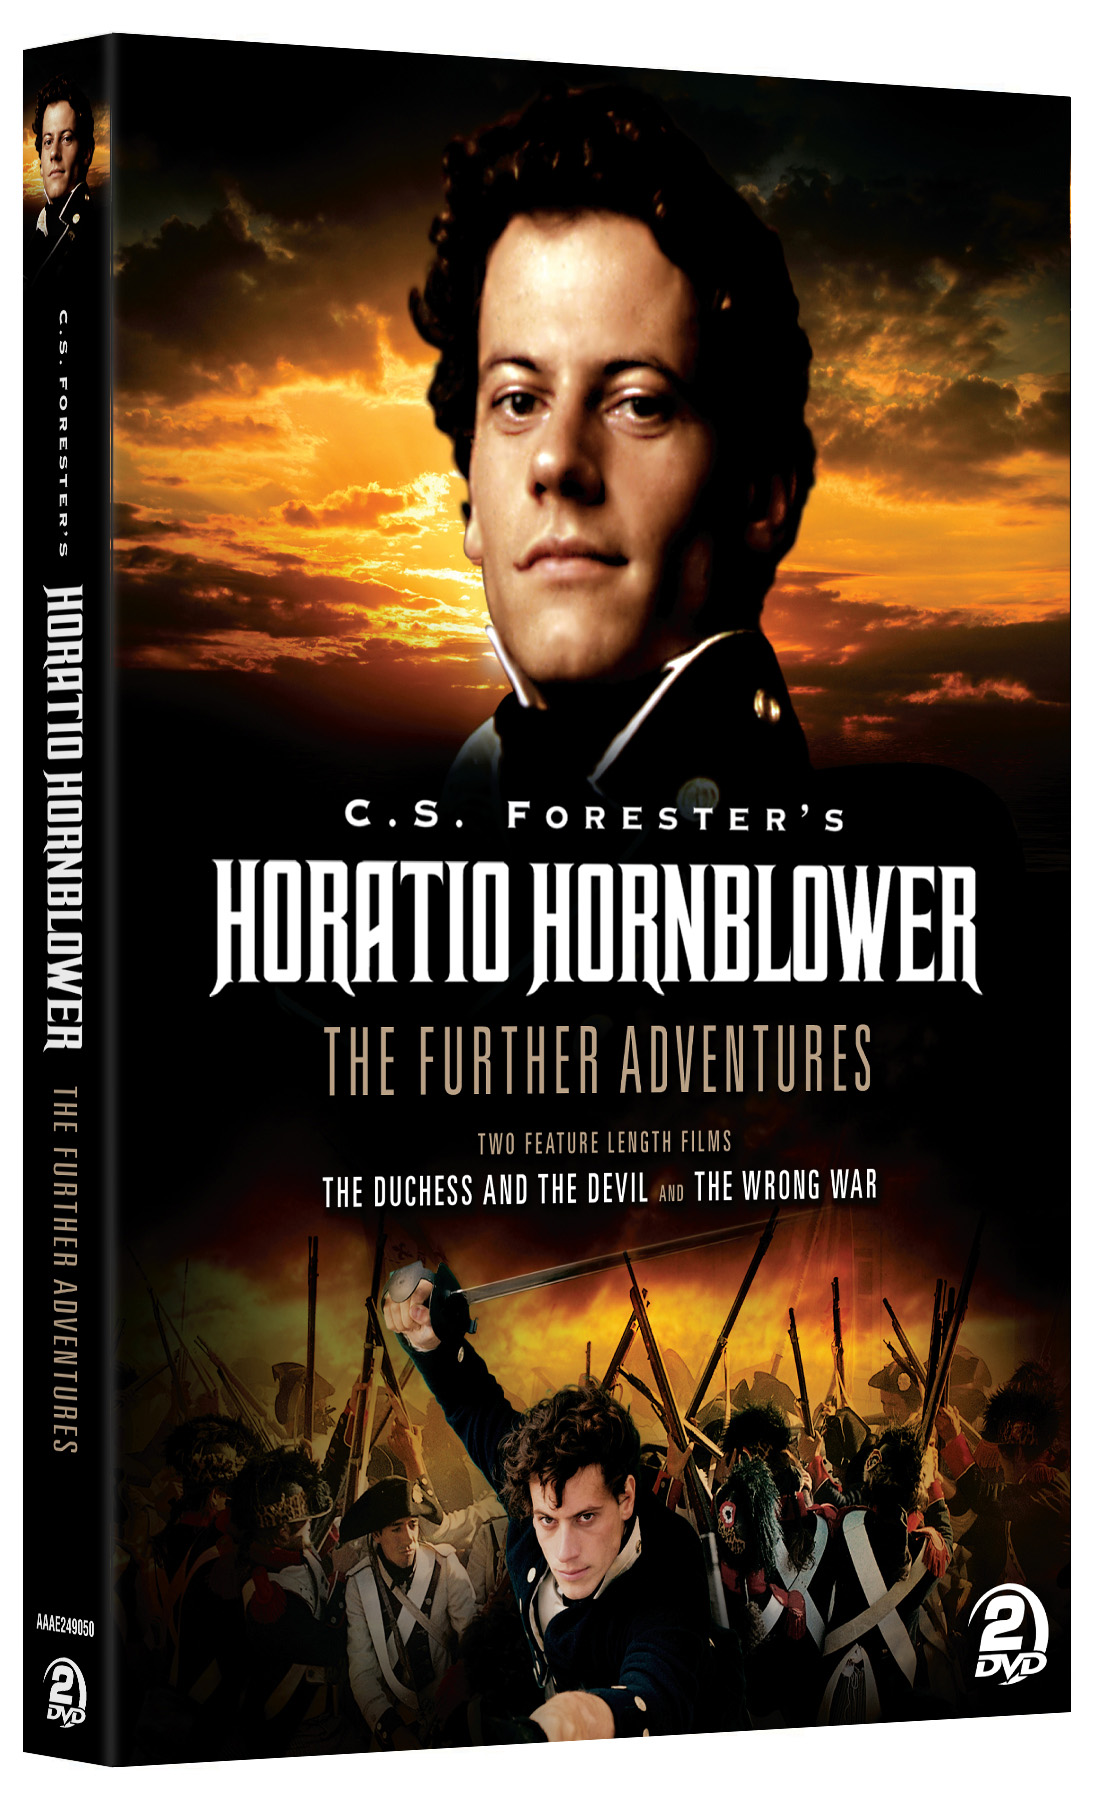 C.S. FORESTER'S
HORATIO HORNBLOWER
THE FURTHER ADVENTURES
AAAE249050
2
DVD
C.S. FORESTER'S
HORATIO HORNBLOWER
THE FURTHER ADVENTURES
TWO FEATURE LENGTH FILMS
THE DUCHESS AND THE DEVIL AND THE WRONG WAR
2
DVD